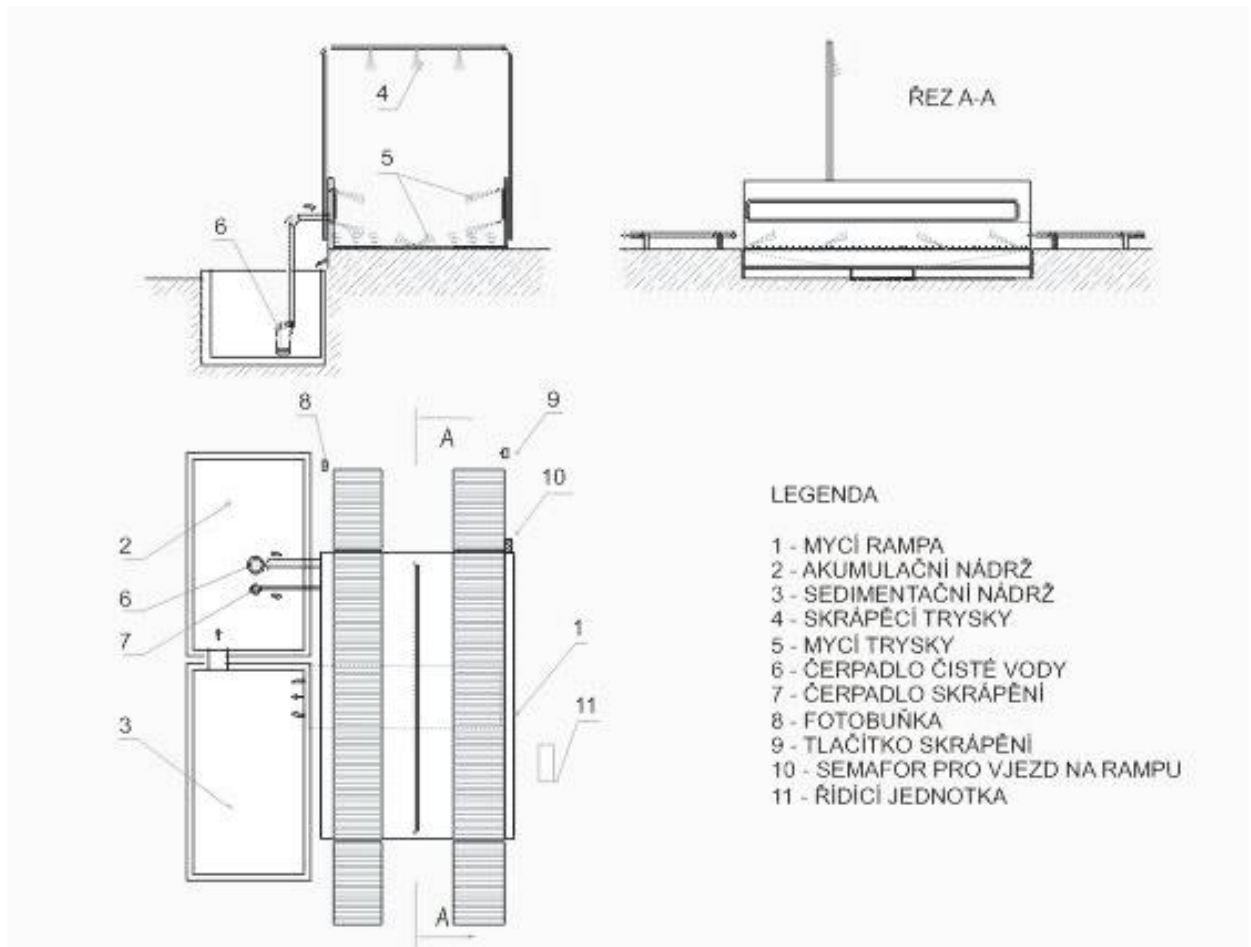 4
5
6
6
ŘEZ A-A
8
9
A
10
2
6
7
1
11
3
A
LEGENDA
1 - MYCÍ RAMPA
2 - AKUMULAČNÍ NÁDRŽ
3 - SEDIMENTAČNÍ NÁDRŽ
4 - SKRÁPĚCÍ TRYSKY
5 - MYCÍ TRYSKY
6 - ČERPADLO ČISTÉ VODY
7 - ČERPADLO SKRÁPĚNÍ
8 - FOTOBUŇKA
9 - TLAČÍTKO SKRÁPĚNÍ
10 - SEMAFOR PRO VJEZD NA RAMPU
11 - ŘÍDÍCÍ JEDNOTKA